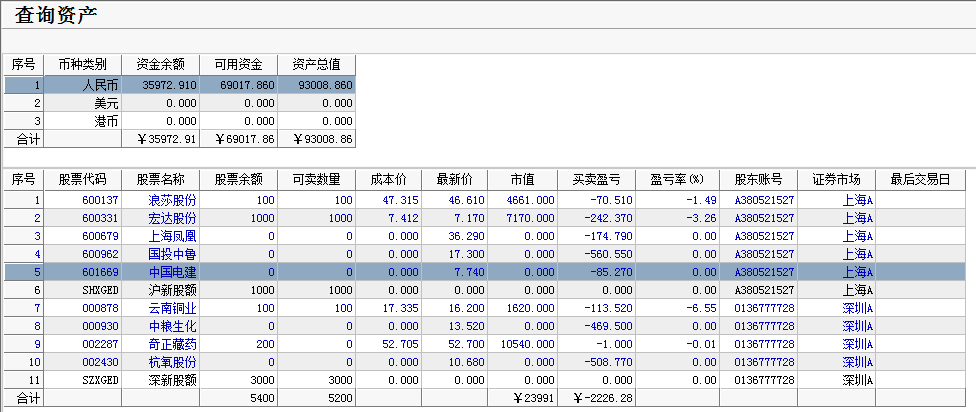 查询资产
序号 币种类别 资金余额 可用资金 资产总值
1 人民币 35972.910 69017.860 93008.860
2 美元 0.000 0.000 0.000
3 港币 0.000 0.000 0.000
合计 ￥35972.91 ￥69017.86 ￥93008.86
序号 股票代码 股票名称 股票余额 可卖数量 成本价 最新价 市值 买卖盈亏 盈亏率(%) 股东账号 证券市场 最后交易日
1 600137 浪莎股份 100 100 47.315 46.610 4661.000 -70.510 -1.49 A380521527 上海A
2 600331 宏达股份 1000 1000 7.412 7.170 7170.000 -242.370 -3.26 A380521527 上海A
3 600679 上海凤凰 0 0 0.000 36.290 0.000 -174.790 0.00 A380521527 上海A
4 600962 国投中鲁 0 0 0.000 17.300 0.000 -560.550 0.00 A380521527 上海A
5 601669 中国电建 0 0 0.000 7.740 0.000 -85.270 0.00 A380521527 上海A
6 SHXGED 沪新股额 1000 1000 0.000 0.000 0.000 0.000 0.00 A380521527 上海A
7 000878 云南铜业 100 100 17.335 16.200 1620.000 -113.520 -6.55 0136777728 深圳A
8 000930 中粮生化 0 0 0.000 13.520 0.000 -469.500 0.00 0136777728 深圳A
9 002287 奇正藏药 200 0 52.705 52.700 10540.000 -1.000 -0.01 0136777728 深圳A
10 002430 杭氧股份 0 0 0.000 10.680 0.000 -508.770 0.00 0136777728 深圳A
11 SZXGED 深新股额 3000 3000 0.000 0.000 0.000 0.000 0.00 0136777728 深圳A
合计 5400 5200 ￥23991 ￥-2226.28